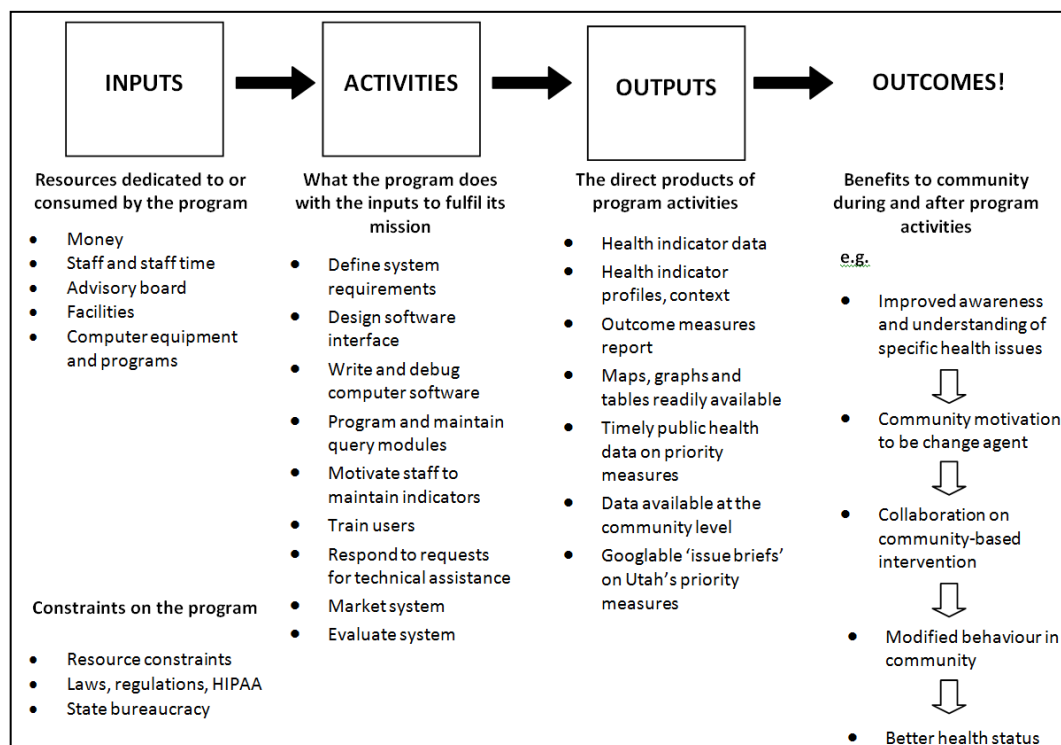 INPUTS
ACTIVITIES
OUTPUTS
OUTCOMES!
Resources dedicated to or
consumed by the program
• Money
• Staff and staff time
• Advisory board
• Facilities
• Computer equipment
and programs
Constraints on the program
• Resource constraints
• Laws, regulations, HIPAA
• State bureaucracy
What the program does
with the inputs to fulfil its
mission
• Define system
requirements
• Design software
interface
• Write and debug
computer software
• Program and maintain
query modules
• Motivate staff to
maintain indicators
• Train users
• Respond to requests
for technical assistance
• Market system
• Evaluate system
The direct products of
program activities
• Health indicator data
• Health indicator
profiles, context
• Outcome measures
report
• Maps, graphs and
tables readily available
• Timely public health
data on priority
measures
• Data available at the
community level
• Googlable ‘issue briefs’
on Utah’s priority
measures
Benefits to community
during and after program
activities
e.g.
• Improved awareness
and understanding of
specific health issues
• Community motivation
to be change agent
• Collaboration on
community-based
intervention
• Modified behaviour in
community
• Better health status